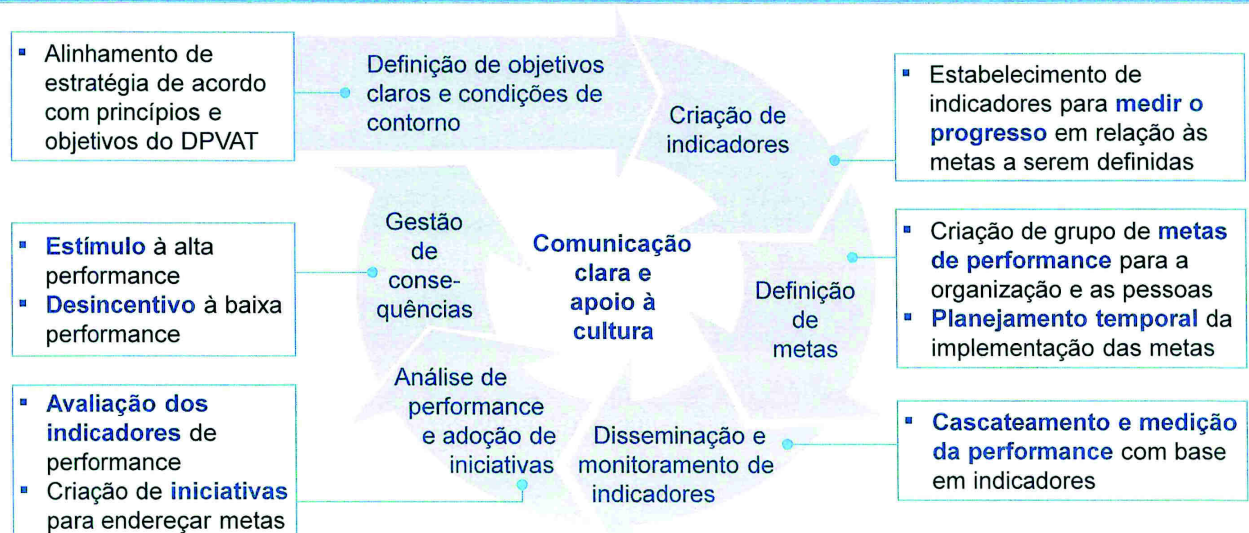 ▪ Alinhamento de
estratégia de acordo
com princípios e
objetivos do DPVAT
Definição de objetivos
claros e condições de
contorno
Criação de
indicadores
▪ Estabelecimento de
indicadores para medir o
progresso em relação às
metas a serem definidas
▪ Estímulo à alta
performance
▪ Desincentivo à baixa
performance
Gestão
de
conse-
quências
Comunicação
clara e
apoio à
cultura
Definição
de
metas
▪ Criação de grupo de metas
de performance para a
organização e as pessoas
▪ Planejamento temporal da
implementação das metas
▪ Avaliação dos
indicadores de
performance
▪ Criação de iniciativas
para endereçar metas
Análise de
performance
e adoção de
iniciativas
Disseminação e
monitoramento de
indicadores
▪ Cascateamento e medição
da performance com base
em indicadores